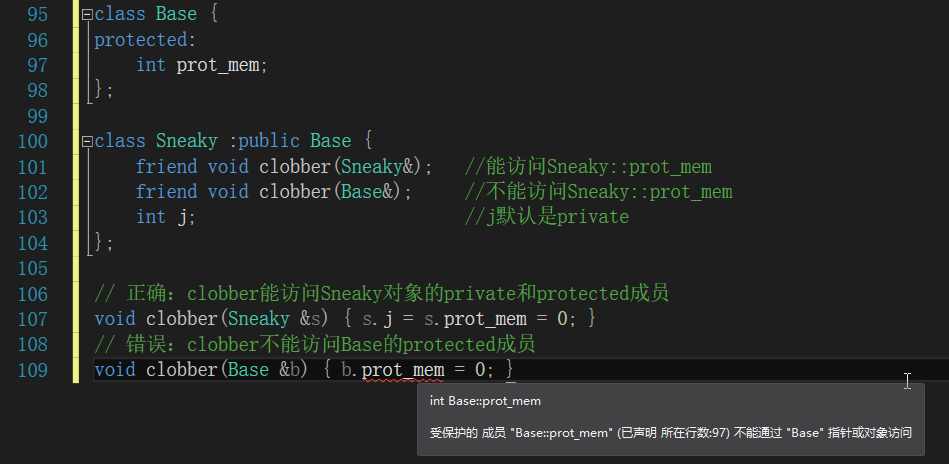 95 class Base {
96 protected:
97     int prot_mem;
98 };
99
100 class Sneaky :public Base {
101     friend void clobber(Sneaky&);   //能访问Sneaky::prot_mem
102     friend void clobber(Base&);     //不能访问Sneaky::prot_mem
103     int j;                          //j默认是private
104 };
105
106 // 正确：clobber能访问Sneaky对象的private和protected成员
107 void clobber(Sneaky &s) { s.j = s.prot_mem = 0; }
108 // 错误：clobber不能访问Base的protected成员
109 void clobber(Base &b) { b.prot_mem = 0; }
int Base::prot_mem
受保护的 成员 "Base::prot_mem" (已声明 所在行数:97) 不能通过 "Base" 指针或对象访问